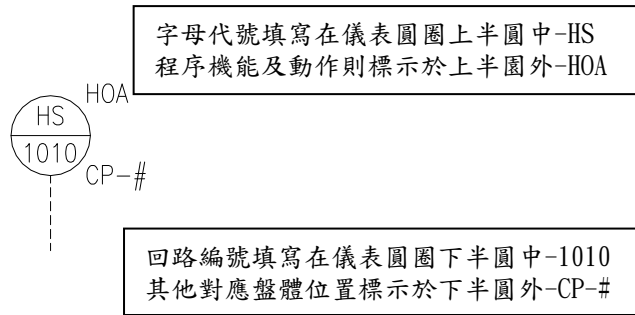 字母代號填寫在儀表圓圈上半圓中-HS
程序機能及動作則標示於上半園外-HOA
HOA
HS
1010
CP-#
回路編號填寫在儀表圓圈下半圓中-1010
其他對應盤體位置標示於下半圓外-CP-#